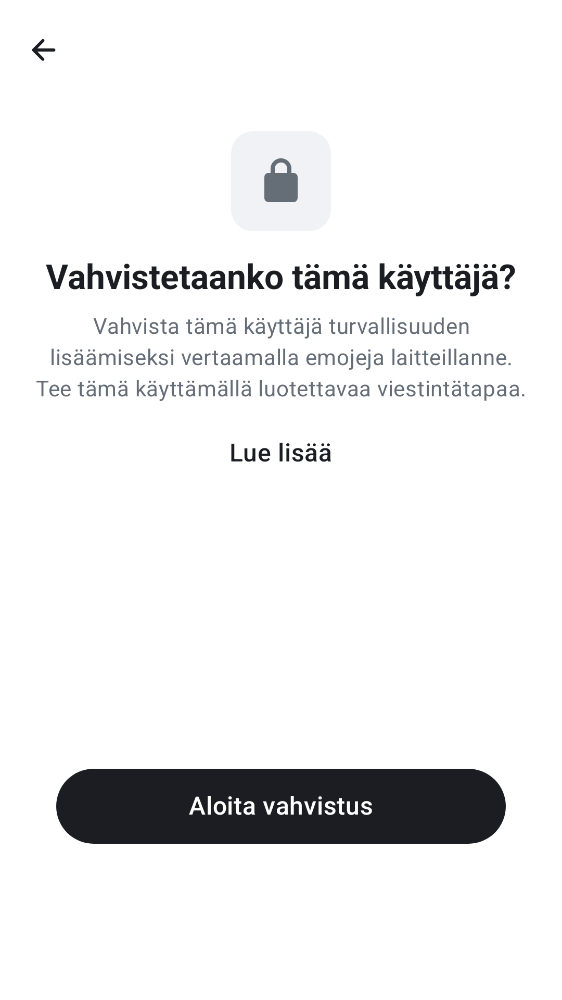 Vahvistetaanko tämä käyttäjä?
Vahvista tämä käyttäjä turvallisuuden
lisäämiseksi vertaamalla emojeja laitteillanne.
Tee tämä käyttämällä luotettavaa viestintätapaa.
Lue lisää
Aloita vahvistus